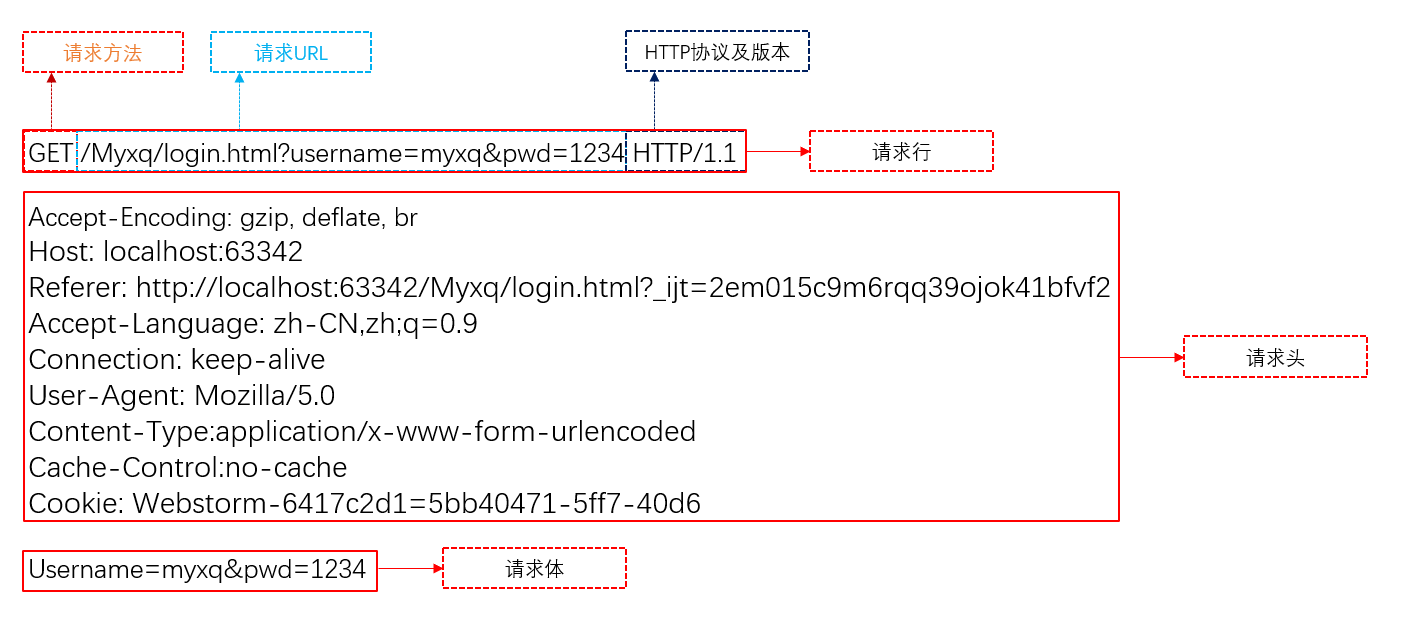 请求方法
请求URL
HTTP协议及版本
GET /Myxq/login.html?username=myxq&pwd=1234 HTTP/1.1
请求行
Accept-Encoding: gzip, deflate, br
Host: localhost:63342
Referer: http://localhost:63342/Myxq/login.html?_ijt=2em015c9m6rqq39ojok41bfvf2
Accept-Language: zh-CN,zh;q=0.9
Connection: keep-alive
User-Agent: Mozilla/5.0
Content-Type:application/x-www-form-urlencoded
Cache-Control:no-cache
Cookie: Webstorm-6417c2d1=5bb40471-5ff7-40d6
请求头
Username=myxq&pwd=1234
请求体